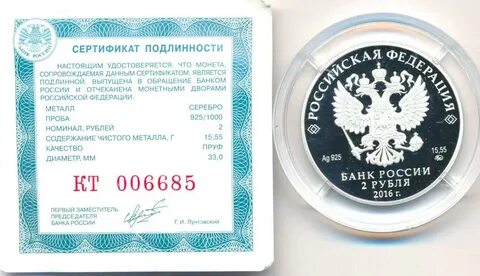 БАНК РОССИИ
СЕРТИФИКАТ ПОДЛИННОСТИ
НАСТОЯЩИМ УДОСТОВЕРЯЕТСЯ, ЧТО МОНЕТА,
СОПРОВОЖДАЕМАЯ ДАННЫМ СЕРТИФИКАТОМ, ЯВЛЯЕТСЯ
ПОДЛИННОЙ, ВЫПУЩЕНА В ОБРАЩЕНИЕ БАНКОМ
РОССИИ И ОТЧЕКАНЕНА МОНЕТНЫМИ ДВОРАМИ
РОССИЙСКОЙ ФЕДЕРАЦИИ.
МЕТАЛЛ СЕРЕБРО
ПРОБА 925/1000
НОМИНАЛ, РУБЛЕЙ 2
СОДЕРЖАНИЕ ЧИСТОГО МЕТАЛЛА, Г 15,55
КАЧЕСТВО ПРУФ
ДИАМЕТР, ММ 33,0
КТ 006685
ПЕРВЫЙ ЗАМЕСТИТЕЛЬ
ПРЕДСЕДАТЕЛЯ
БАНКА РОССИИ
Г.И. Лунтовский
РОССИЙСКАЯ ФЕДЕРАЦИЯ
Ag 925
15,55
БАНК РОССИИ
2 РУБЛЯ
2016 г.